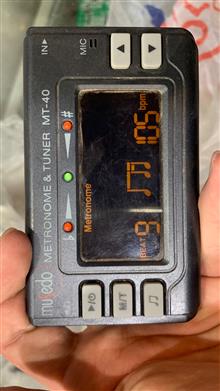 musedo
METRONOME & TUNER MT-40
IN
MIC
♭
#
Metronome
BEAT 9
105 bpm
M/T